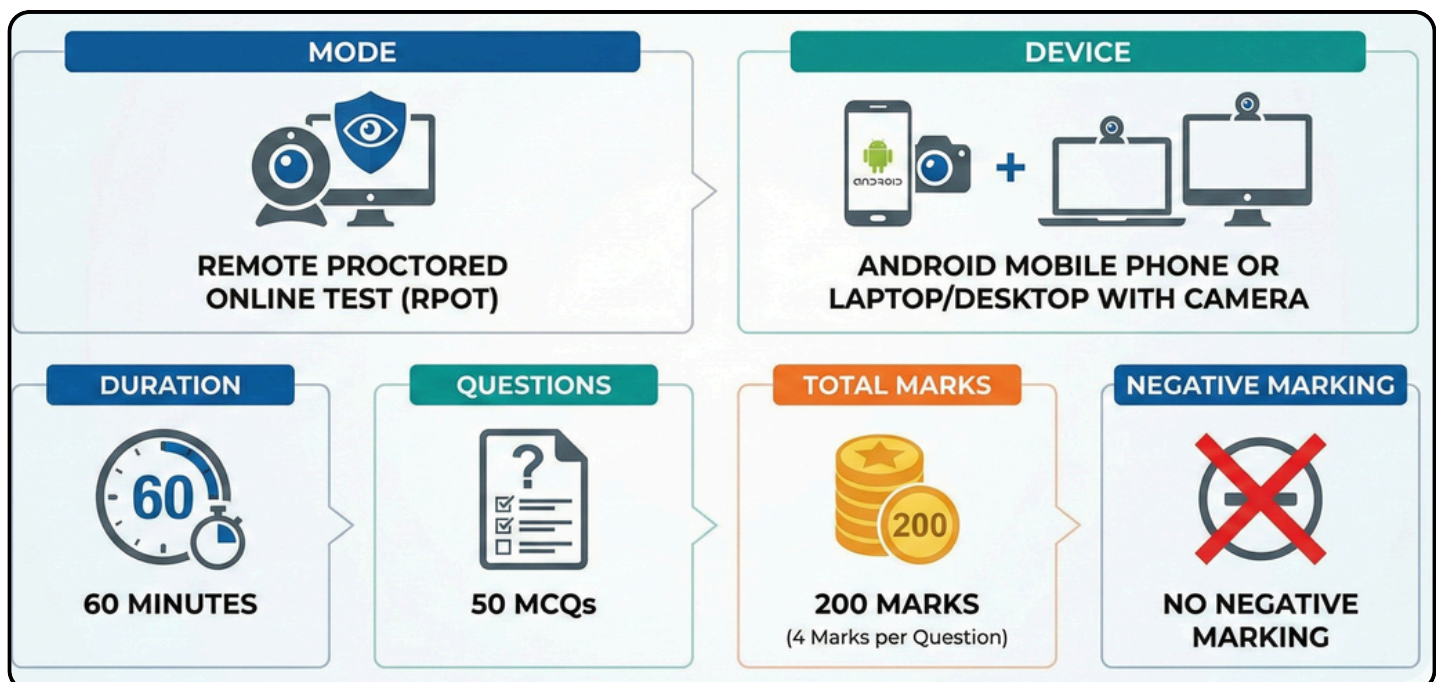 MODE
DEVICE
ANDROID
REMOTE PROCTORED
ONLINE TEST (RPOT)
ANDROID MOBILE PHONE OR
LAPTOP/DESKTOP WITH CAMERA
DURATION
QUESTIONS
TOTAL MARKS
NEGATIVE MARKING
60
?
200
60 MINUTES
50 MCQs
200 MARKS
(4 Marks per Question)
NO NEGATIVE
MARKING